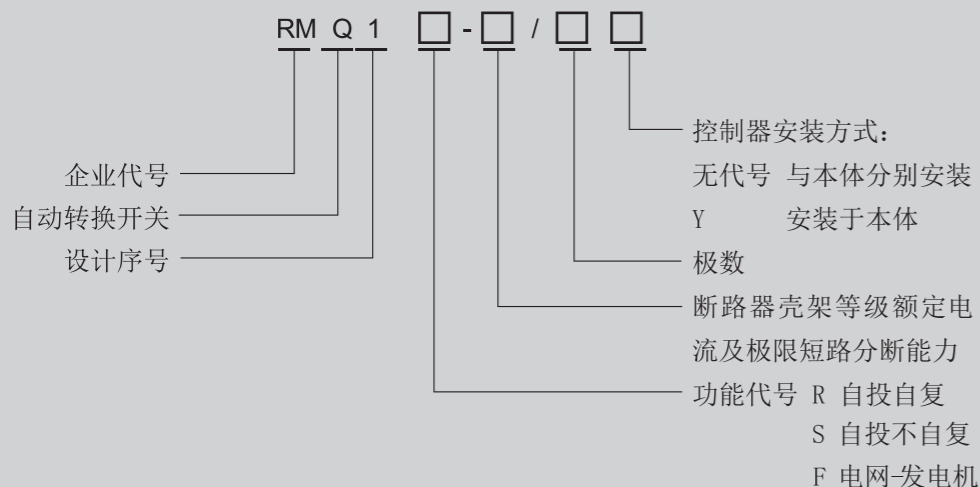 RM Q 1 □ - □ / □ □
企业代号
自动转换开关
设计序号
控制器安装方式：
无代号 与本体分别安装
Y 安装于本体
极数
断路器壳架等级额定电
流及极限短路分断能力
功能代号 R 自投自复
S 自投不自复
F 电网-发电机